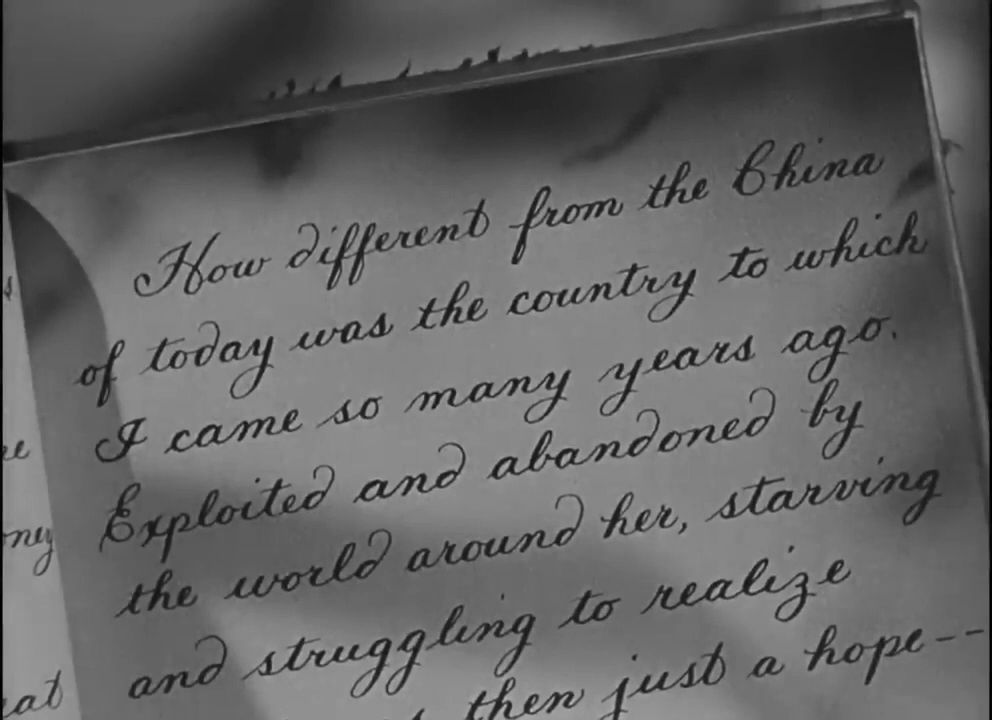 How different from the China
of today was the country to which
I came so many years ago.
Exploited and abandoned by
the world around her, starving
and struggling to realize
then just a hope--
ney